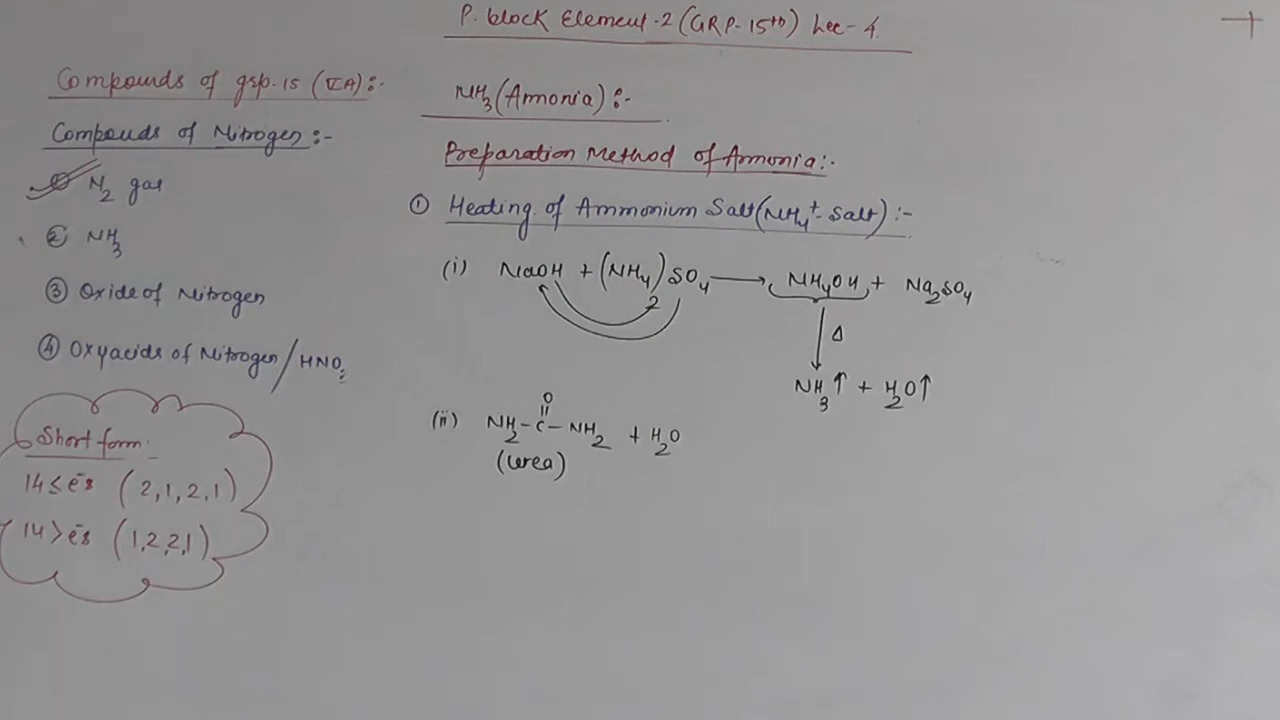 P. block Element-2 (GRP-15th) Lec-4
Compounds of grp.15 (VA):-
Compouds of Nitrogen:-
① N2 gas
② NH3
③ Oxide of Nitrogen
④ Oxyacids of Nitrogen/HNO3
Short form:
14≤ e⁻s (2,1,2,1)
14> e⁻s (1,2,2,1)
NH3(Amonia):-
Preparation Method of Amonia:-
① Heating of Ammonium Salt(NH4+-Salt):-
(i) NaOH + (NH4)2SO4 → NH4OH + Na2SO4
Δ
NH3↑ + H2O↑
O
(ii) NH2-C-NH2 + H2O
(Urea)